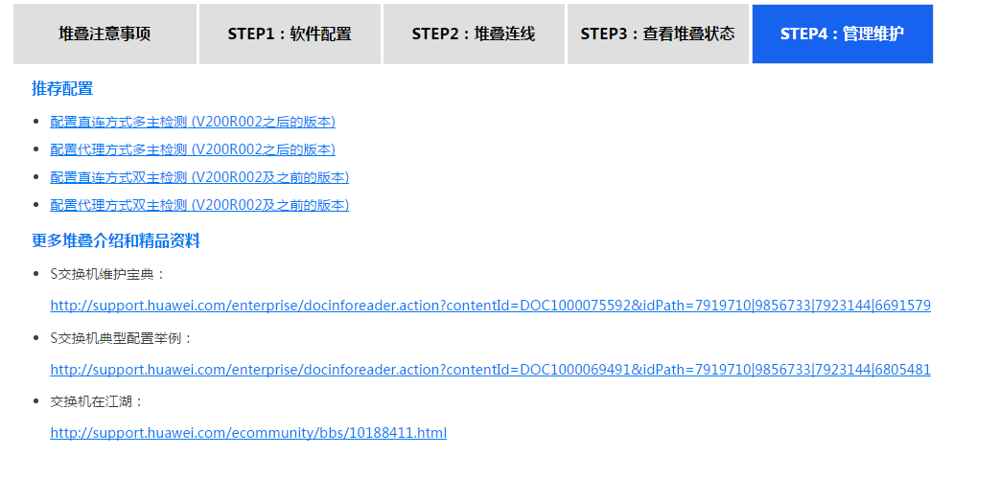 堆叠注意事项
STEP1：软件配置
STEP2：堆叠连线
STEP3：查看堆叠状态
STEP4：管理维护
推荐配置
配置直连方式多主检测 (V200R002之后的版本)
配置代理方式多主检测 (V200R002之后的版本)
配置直连方式双主检测 (V200R002及之前的版本)
配置代理方式双主检测 (V200R002及之前的版本)
更多堆叠介绍和精品资料
S交换机维护宝典：
http://support.huawei.com/enterprise/docinforeader.action?contentId=DOC1000075592&idPath=7919710|9856733|7923144|6691579
S交换机典型配置举例：
http://support.huawei.com/enterprise/docinforeader.action?contentId=DOC1000069491&idPath=7919710|9856733|7923144|6805481
交换机在江湖：
http://support.huawei.com/ecommunity/bbs/10188411.html